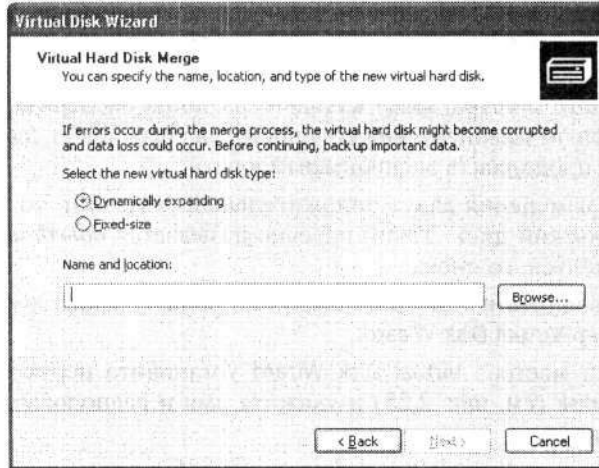 Virtual Disk Wizard
Virtual Hard Disk Merge
You can specify the name, location, and type of the new virtual hard disk.
If errors occur during the merge process, the virtual hard disk might become corrupted
and data loss could occur. Before continuing, back up important data.
Select the new virtual hard disk type:
Dynamically expanding
Fixed-size
Name and location:
Browse...
< Back
Next >
Cancel